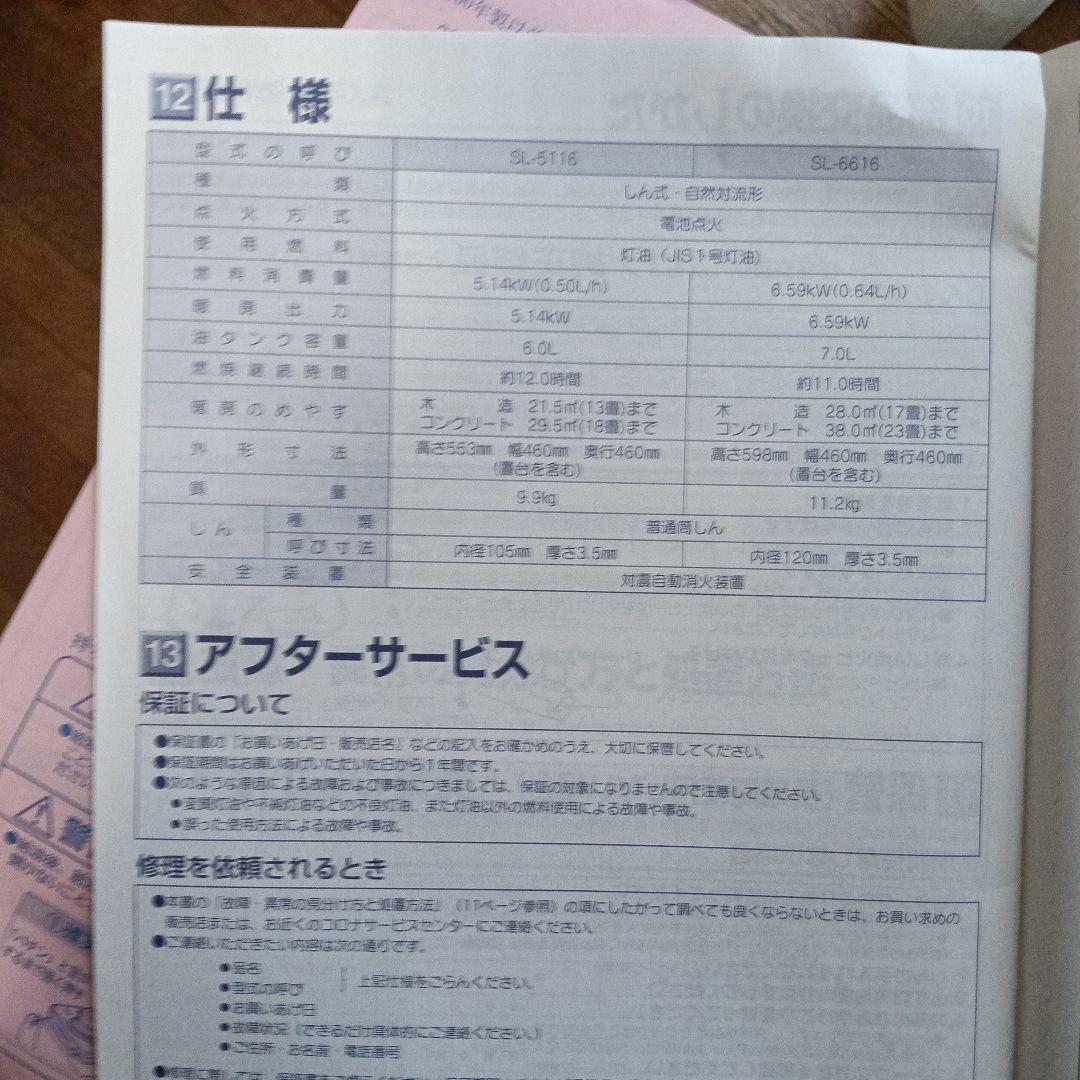 12 仕様
型式の呼び SL-5116 SL-6616
種類 しん式・自然対流形
点火方式 電池点火
使用燃料 灯油（JIS1号灯油）
燃料消費量 5.14kW(0.50L/h) 6.59kW(0.64L/h)
暖房出力 5.14kW 6.59kW
油タンク容量 6.0L 7.0L
燃焼継続時間 約12.0時間 約11.0時間
暖房のめやす 木造 21.5㎡(13畳)まで 木造 28.0㎡(17畳)まで
コンクリート 29.5㎡(18畳)まで コンクリート 38.0㎡(23畳)まで
外形寸法 高さ553㎜ 幅460㎜ 奥行460㎜ 高さ598㎜ 幅460㎜ 奥行460㎜
(置台を含む) (置台を含む)
質量 9.9kg 11.2kg
しん 種類 普通筒しん
呼び寸法 内径105㎜ 厚さ3.5㎜ 内径120㎜ 厚さ3.5㎜
安全装置 対震自動消火装置
13 アフターサービス
保証について
●保証書の「お買いあげ日・販売店名」などの記入をお確かめのうえ、大切に保管してください。
●保証期間はお買いあげいただいた日から1年間です。
●次のような原因による故障および事故につきましては、保証の対象になりませんので注意してください。
●変質灯油や不純灯油などの不良灯油、また灯油以外の燃料使用による故障や事故。
●誤った使用方法による故障や事故。
修理を依頼されるとき
●本書の「故障・異常の見分け方と処置方法」（11ページ参照）の項にしたがって調べても良くならないときは、お買い求めの
販売店または、お近くのコロナサービスセンターにご連絡ください。
●ご連絡いただきたい内容は次の通りです。
●品名
●型式の呼び
上記仕様をごらんください。
●お買いあげ日
●故障状況（できるだけ具体的にご連絡ください。）
●ご住所・お名前・電話番号